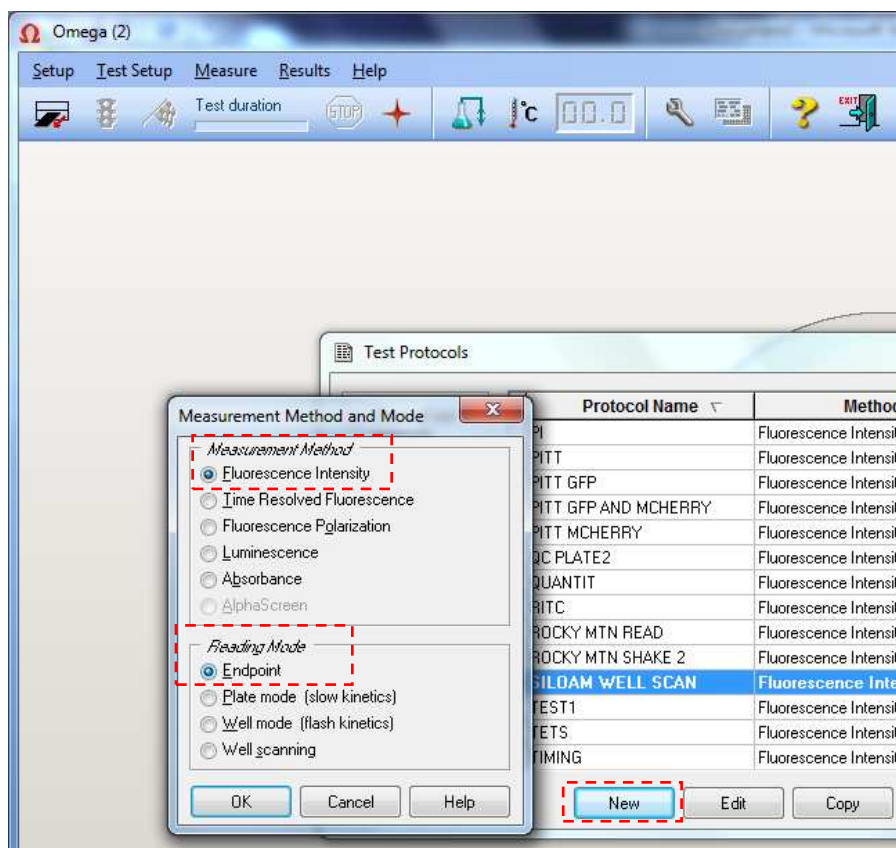 Omega (2)
Setup Test Setup Measure Results Help
Test duration
STOP °C 00.0 ? EXIT
Test Protocols
Measurement Method and Mode
Protocol Name Metho
Measurement Method
Fluorescence Intensity
Time Resolved Fluorescence
Fluorescence Polarization
Luminescence
Absorbance
AlphaScreen
Reading Mode
Endpoint
Plate mode (slow kinetics)
Well mode (flash kinetics)
Well scanning
OK Cancel Help
PI Fluorescence Intensi
PITT Fluorescence Intensi
PITT GFP Fluorescence Intensi
PITT GFP AND MCHERRY Fluorescence Intensi
PITT MCHERRY Fluorescence Intensi
QC PLATE2 Fluorescence Intensi
QUANTIT Fluorescence Intensi
RITC Fluorescence Intensi
ROCKY MTN READ Fluorescence Intensi
ROCKY MTN SHAKE 2 Fluorescence Intensi
SILOAM WELL SCAN Fluorescence Inte
TEST1 Fluorescence Intensi
TETS Fluorescence Intensi
TIMING Fluorescence Intensi
New Edit Copy